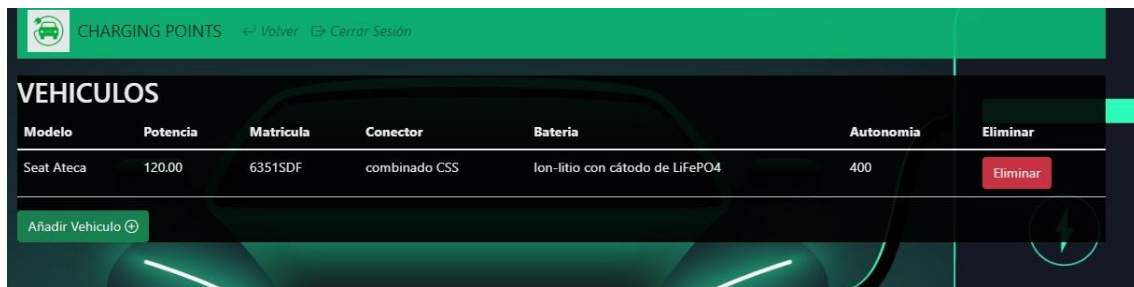 CHARGING POINTS Volver Cerrar Sesión
VEHICULOS
Modelo Potencia Matricula Conector Bateria Autonomia Eliminar
Seat Ateca 120.00 6351SDF combinado CSS Ion-litio con cátodo de LiFePO4 400 Eliminar
Añadir Vehiculo